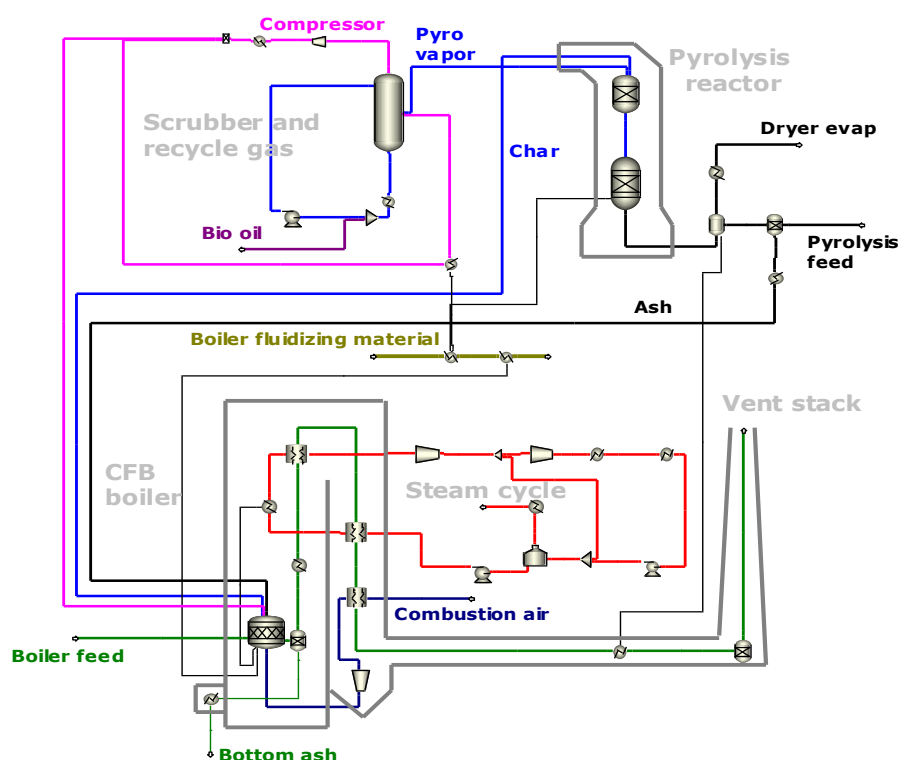 Compressor
Pyro
vapor
Pyrolysis
reactor
Scrubber and
recycle gas
Dryer evap
Char
Bio oil
Pyrolysis
feed
Ash
Boiler fluidizing material
Vent stack
CFB
boiler
Steam cycle
Combustion air
Boiler feed
Bottom ash